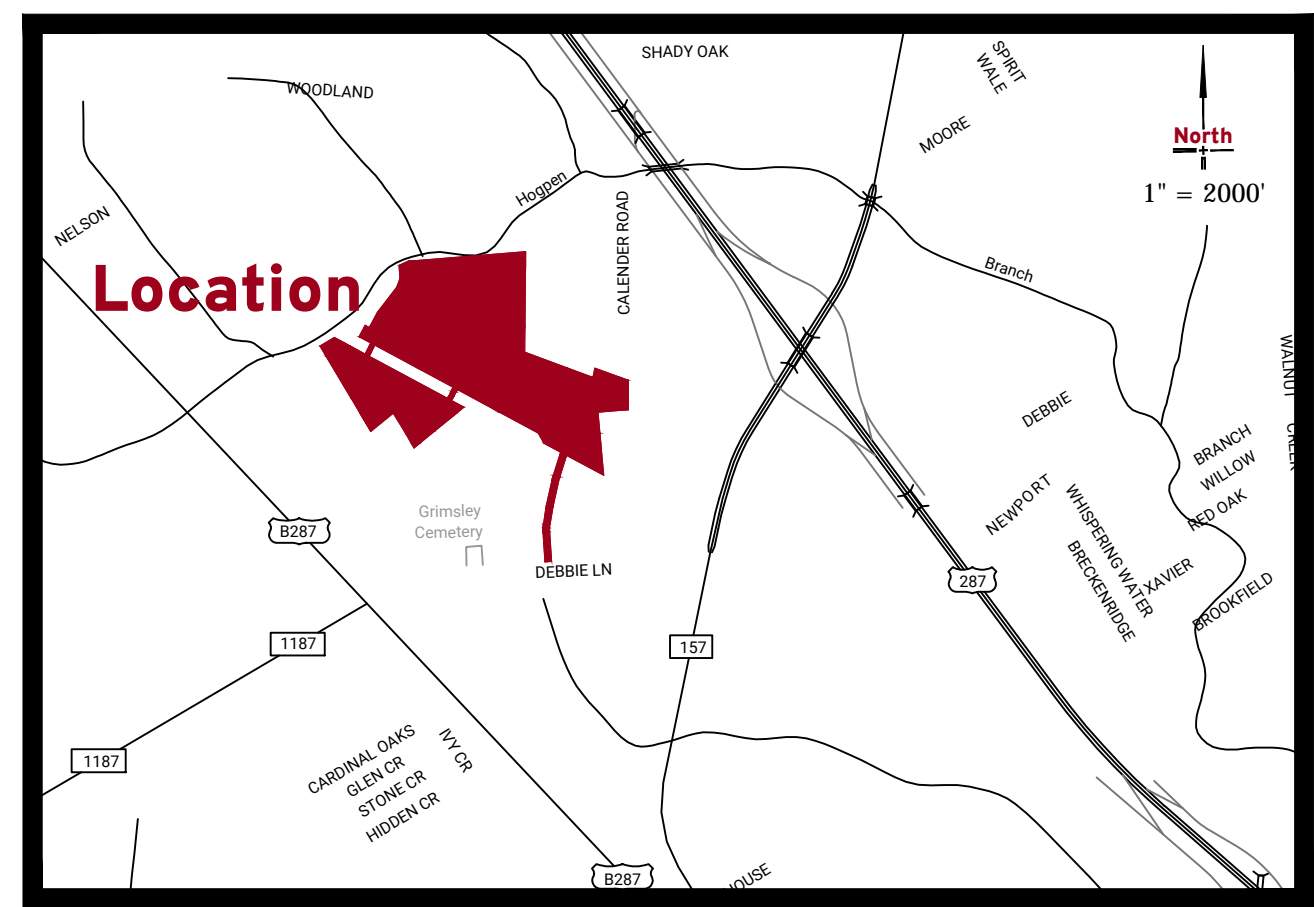 SHADY OAK
SPIRIT
WALE
WOODLAND
MOORE
North
1" = 2000'
Hogpen
NELSON
CALENDER ROAD
Location
Branch
WALNUT CREEK
DEBBIE
BRANCH
WILLOW
RED OAK
NEWPORT
WHISPERING WATER
BRECKENRIDGE
XAVIER
BROOKFIELD
Grimsley
Cemetery
B287
DEBBIE LN
287
1187
157
1187
CARDINAL OAKS
GLEN CR
STONE CR
HIDDEN CR
IVY CR
B287